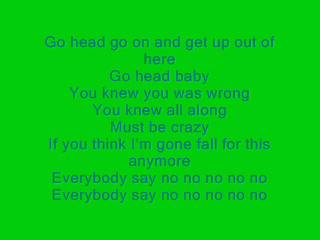 Go head go on and get up out of
here
Go head baby
You knew you was wrong
You knew all along
Must be crazy
If you think I'm gone fall for this
anymore
Everybody say no no no no no
Everybody say no no no no no